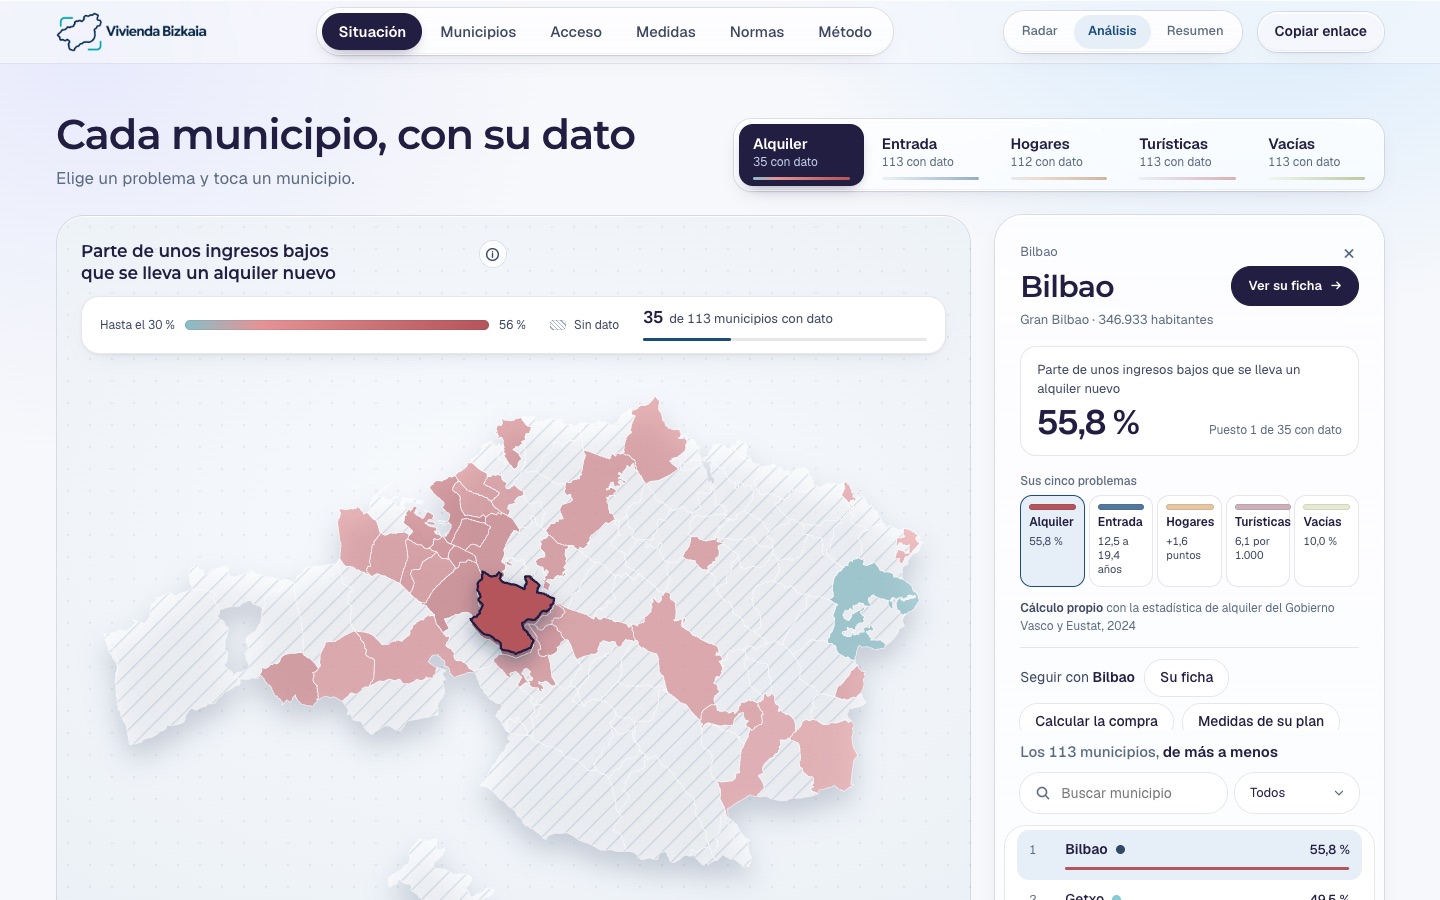 Vivienda Bizkaia
Situación
Municipios
Acceso
Medidas
Normas
Método
Radar
Análisis
Resumen
Copiar enlace
Cada municipio, con su dato
Elige un problema y toca un municipio.
Alquiler
35 con dato
Entrada
113 con dato
Hogares
112 con dato
Turísticas
113 con dato
Vacías
113 con dato
Parte de unos ingresos bajos
que se lleva un alquiler nuevo
Hasta el 30 %
56 %
Sin dato
35 de 113 municipios con dato
Bilbao
Bilbao
Ver su ficha →
Gran Bilbao · 346.933 habitantes
Parte de unos ingresos bajos que se lleva un
alquiler nuevo
55,8 %
Puesto 1 de 35 con dato
Sus cinco problemas
Alquiler
55,8 %
Entrada
12,5 a
19,4
años
Hogares
+1,6
puntos
Turísticas
6,1 por
1.000
Vacías
10,0 %
Cálculo propio con la estadística de alquiler del Gobierno
Vasco y Eustat, 2024
Seguir con Bilbao
Su ficha
Calcular la compra
Medidas de su plan
Los 113 municipios, de más a menos
Buscar municipio
Todos
1
Bilbao
55,8 %
2
Getxo
49,5 %